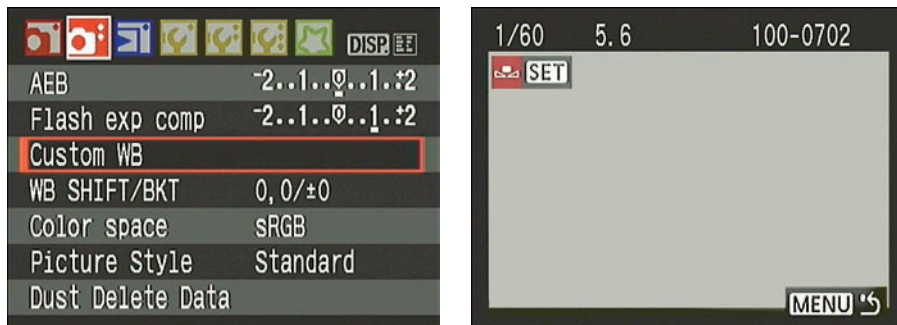 DISP.
AEB -2..1..0..1..+2
Flash exp comp -2..1..0..1..+2
Custom WB
WB SHIFT/BKT 0,0/±0
Color space sRGB
Picture Style Standard
Dust Delete Data
1/60 5.6 100-0702
SET
MENU